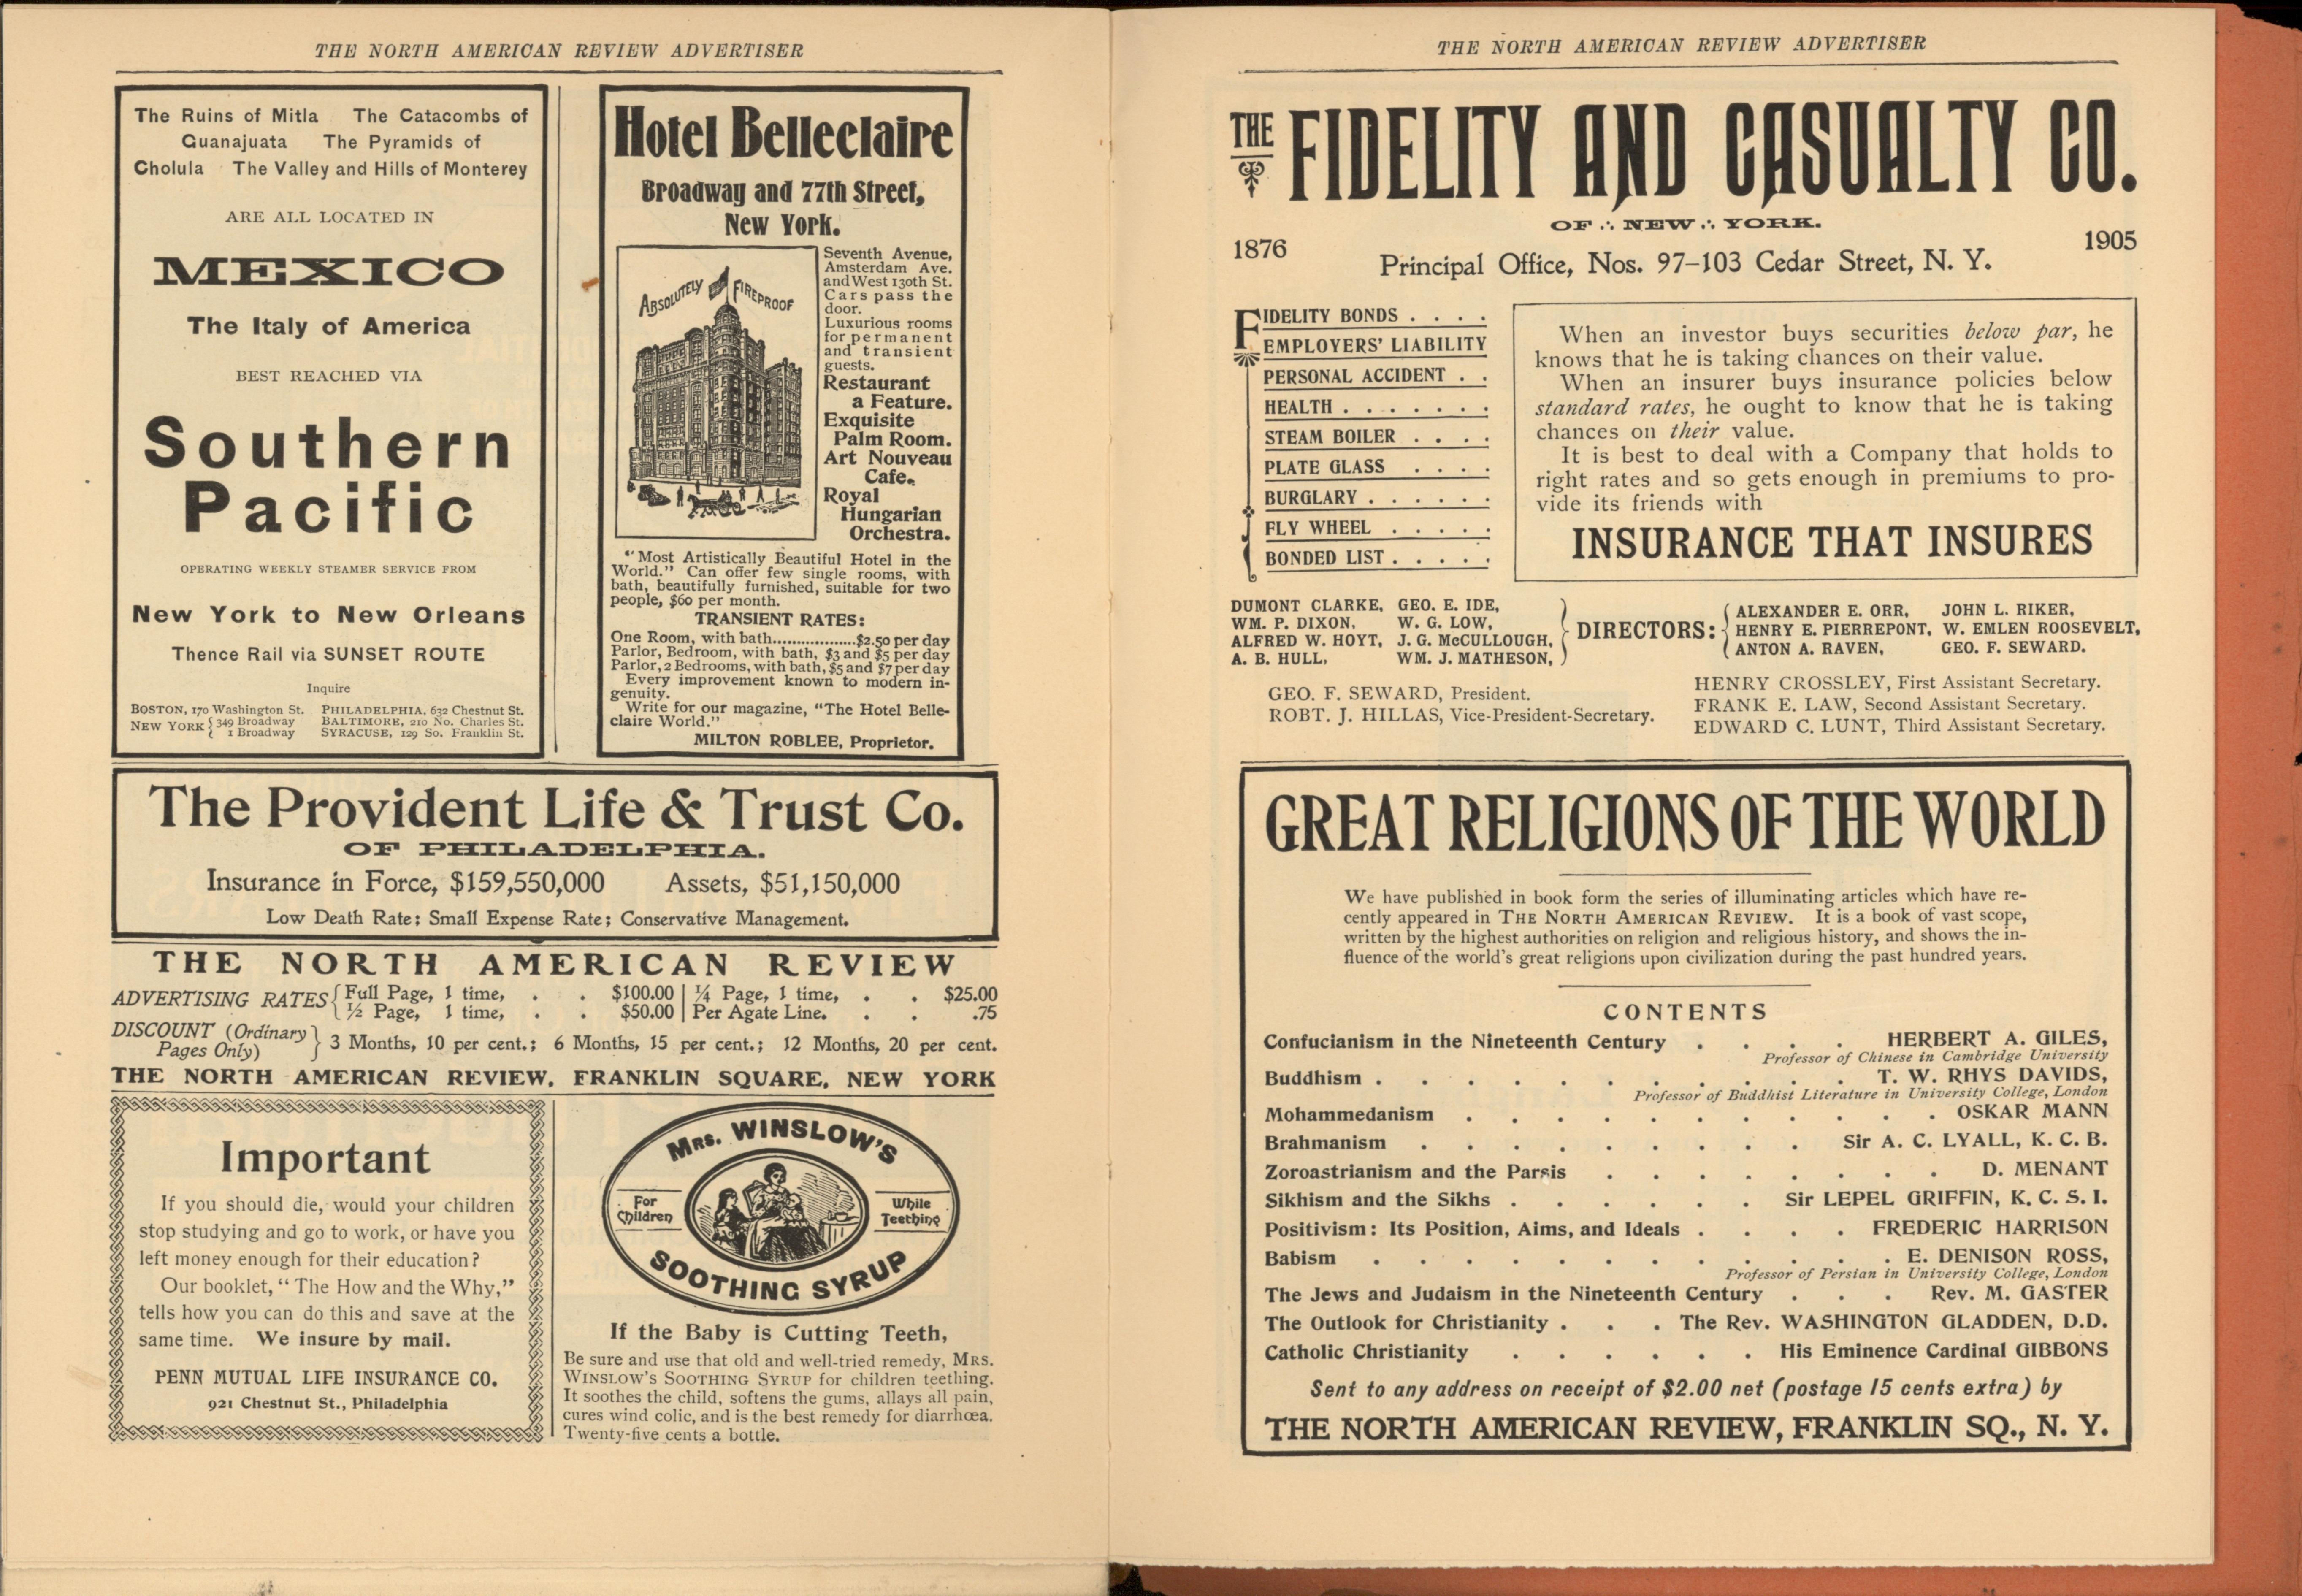 THE NORTH AMERICAN REVIEW ADVERTISER
The Ruins of Mitla The Catacombs of
Guanajuata The Pyramids of
Cholula The Valley and Hills of Monterey
ARE ALL LOCATED IN
MEXICO
The Italy of America
BEST REACHED VIA
Southern
Pacific
OPERATING WEEKLY STEAMER SERVICE FROM
New York to New Orleans
Thence Rail via SUNSET ROUTE
Inquire
BOSTON, 170 Washington St. PHILADELPHIA, 632 Chestnut St.
NEW YORK { 349 Broadway BALTIMORE, 210 No. Charles St.
1 Broadway SYRACUSE, 129 So. Franklin St.
Hotel Belleclaire
Broadway and 77th Street,
New York.
ABSOLUTELY FIREPROOF
Seventh Avenue,
Amsterdam Ave.
and West 130th St.
Cars pass the
door.
Luxurious rooms
for permanent
and transient
guests.
Restaurant
a Feature.
Exquisite
Palm Room.
Art Nouveau
Cafe.
Royal
Hungarian
Orchestra.
"Most Artistically Beautiful Hotel in the
World." Can offer few single rooms, with
bath, beautifully furnished, suitable for two
people, $60 per month.
TRANSIENT RATES:
One Room, with bath..................$2.50 per day
Parlor, Bedroom, with bath, $3 and $5 per day
Parlor, 2 Bedrooms, with bath, $5 and $7 per day
Every improvement known to modern in-
genuity.
Write for our magazine, "The Hotel Belle-
claire World."
MILTON ROBLEE, Proprietor.
The Provident Life & Trust Co.
OF PHILADELPHIA.
Insurance in Force, $159,550,000 Assets, $51,150,000
Low Death Rate; Small Expense Rate; Conservative Management.
THE NORTH AMERICAN REVIEW
ADVERTISING RATES { Full Page, 1 time, . . $100.00 | ¼ Page, 1 time, . . $25.00
½ Page, 1 time, . . $50.00 | Per Agate Line. . . .75
DISCOUNT (Ordinary
Pages Only) } 3 Months, 10 per cent.; 6 Months, 15 per cent.; 12 Months, 20 per cent.
THE NORTH AMERICAN REVIEW, FRANKLIN SQUARE, NEW YORK
Important
If you should die, would your children
stop studying and go to work, or have you
left money enough for their education?
Our booklet, "The How and the Why,"
tells how you can do this and save at the
same time. We insure by mail.
PENN MUTUAL LIFE INSURANCE CO.
921 Chestnut St., Philadelphia
MRS. WINSLOW'S
For
Children
While
Teething
SOOTHING SYRUP
If the Baby is Cutting Teeth,
Be sure and use that old and well-tried remedy, MRS.
WINSLOW'S SOOTHING SYRUP for children teething.
It soothes the child, softens the gums, allays all pain,
cures wind colic, and is the best remedy for diarrhœa.
Twenty-five cents a bottle.
THE NORTH AMERICAN REVIEW ADVERTISER
THE FIDELITY AND CASUALTY CO.
OF ∴ NEW ∴ YORK.
1876 1905
Principal Office, Nos. 97–103 Cedar Street, N. Y.
FIDELITY BONDS . . . .
EMPLOYERS' LIABILITY
PERSONAL ACCIDENT . .
HEALTH . . . . . . .
STEAM BOILER . . . .
PLATE GLASS . . . .
BURGLARY . . . . . .
FLY WHEEL . . . . .
BONDED LIST . . . . .
When an investor buys securities below par, he
knows that he is taking chances on their value.
When an insurer buys insurance policies below
standard rates, he ought to know that he is taking
chances on their value.
It is best to deal with a Company that holds to
right rates and so gets enough in premiums to pro-
vide its friends with
INSURANCE THAT INSURES
DUMONT CLARKE, GEO. E. IDE,
WM. P. DIXON, W. G. LOW,
ALFRED W. HOYT, J. G. McCULLOUGH,
A. B. HULL, WM. J. MATHESON,
DIRECTORS:
ALEXANDER E. ORR, JOHN L. RIKER,
HENRY E. PIERREPONT, W. EMLEN ROOSEVELT,
ANTON A. RAVEN, GEO. F. SEWARD.
GEO. F. SEWARD, President.
ROBT. J. HILLAS, Vice-President-Secretary.
HENRY CROSSLEY, First Assistant Secretary.
FRANK E. LAW, Second Assistant Secretary.
EDWARD C. LUNT, Third Assistant Secretary.
GREAT RELIGIONS OF THE WORLD
We have published in book form the series of illuminating articles which have re-
cently appeared in THE NORTH AMERICAN REVIEW. It is a book of vast scope,
written by the highest authorities on religion and religious history, and shows the in-
fluence of the world's great religions upon civilization during the past hundred years.
CONTENTS
Confucianism in the Nineteenth Century . . . . HERBERT A. GILES,
Professor of Chinese in Cambridge University
Buddhism . . . . . . . . . . . T. W. RHYS DAVIDS,
Professor of Buddhist Literature in University College, London
Mohammedanism . . . . . . . . . . . OSKAR MANN
Brahmanism . . . . . . . . . Sir A. C. LYALL, K. C. B.
Zoroastrianism and the Parsis . . . . . . . . D. MENANT
Sikhism and the Sikhs . . . . . . Sir LEPEL GRIFFIN, K. C. S. I.
Positivism: Its Position, Aims, and Ideals . . . . FREDERIC HARRISON
Babism . . . . . . . . . . . . E. DENISON ROSS,
Professor of Persian in University College, London
The Jews and Judaism in the Nineteenth Century . . . Rev. M. GASTER
The Outlook for Christianity . . . The Rev. WASHINGTON GLADDEN, D.D.
Catholic Christianity . . . . . . His Eminence Cardinal GIBBONS
Sent to any address on receipt of $2.00 net (postage 15 cents extra) by
THE NORTH AMERICAN REVIEW, FRANKLIN SQ., N. Y.